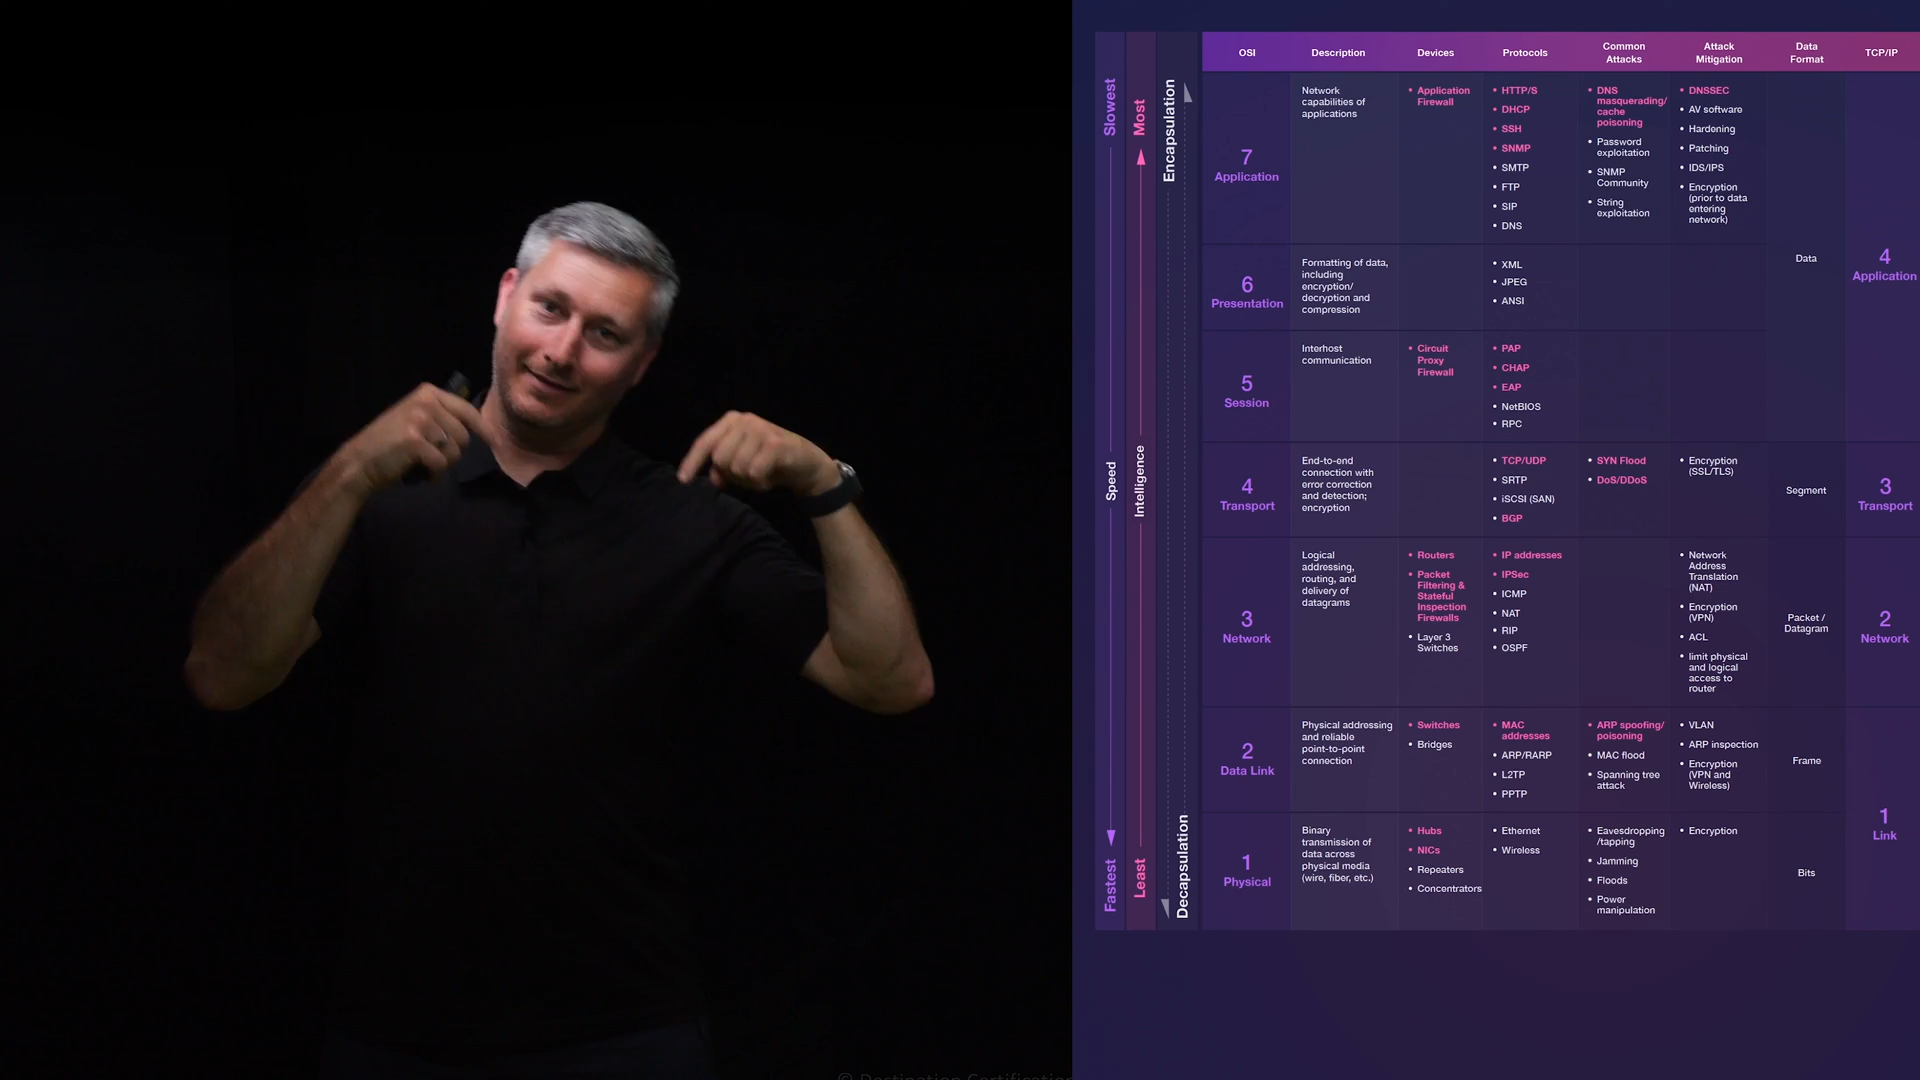 OSI
Description
Devices
Protocols
Common
Attacks
Attack
Mitigation
Data
Format
TCP/IP
Slowest
Speed
Fastest
Most
Intelligence
Least
Encapsulation
Decapsulation
7
Application
Network
capabilities of
applications
• Application
Firewall
• HTTP/S
• DHCP
• SSH
• SNMP
• SMTP
• FTP
• SIP
• DNS
• DNS
masquerading/
cache
poisoning
• Password
exploitation
• SNMP
Community
• String
exploitation
• DNSSEC
• AV software
• Hardening
• Patching
• IDS/IPS
• Encryption
(prior to data
entering
network)
Data
4
Application
6
Presentation
Formatting of data,
including
encryption/
decryption and
compression
• XML
• JPEG
• ANSI
5
Session
Interhost
communication
• Circuit
Proxy
Firewall
• PAP
• CHAP
• EAP
• NetBIOS
• RPC
4
Transport
End-to-end
connection with
error correction
and detection;
encryption
• TCP/UDP
• SRTP
• iSCSI (SAN)
• BGP
• SYN Flood
• DoS/DDoS
• Encryption
(SSL/TLS)
Segment
3
Transport
3
Network
Logical
addressing,
routing, and
delivery of
datagrams
• Routers
• Packet
Filtering &
Stateful
Inspection
Firewalls
• Layer 3
Switches
• IP addresses
• IPSec
• ICMP
• NAT
• RIP
• OSPF
• Network
Address
Translation
(NAT)
• Encryption
(VPN)
• ACL
• limit physical
and logical
access to
router
Packet /
Datagram
2
Network
2
Data Link
Physical addressing
and reliable
point-to-point
connection
• Switches
• Bridges
• MAC
addresses
• ARP/RARP
• L2TP
• PPTP
• ARP spoofing/
poisoning
• MAC flood
• Spanning tree
attack
• VLAN
• ARP inspection
• Encryption
(VPN and
Wireless)
Frame
1
Link
1
Physical
Binary
transmission of
data across
physical media
(wire, fiber, etc.)
• Hubs
• NICs
• Repeaters
• Concentrators
• Ethernet
• Wireless
• Eavesdropping
/tapping
• Jamming
• Floods
• Power
manipulation
• Encryption
Bits
© Destination Certification